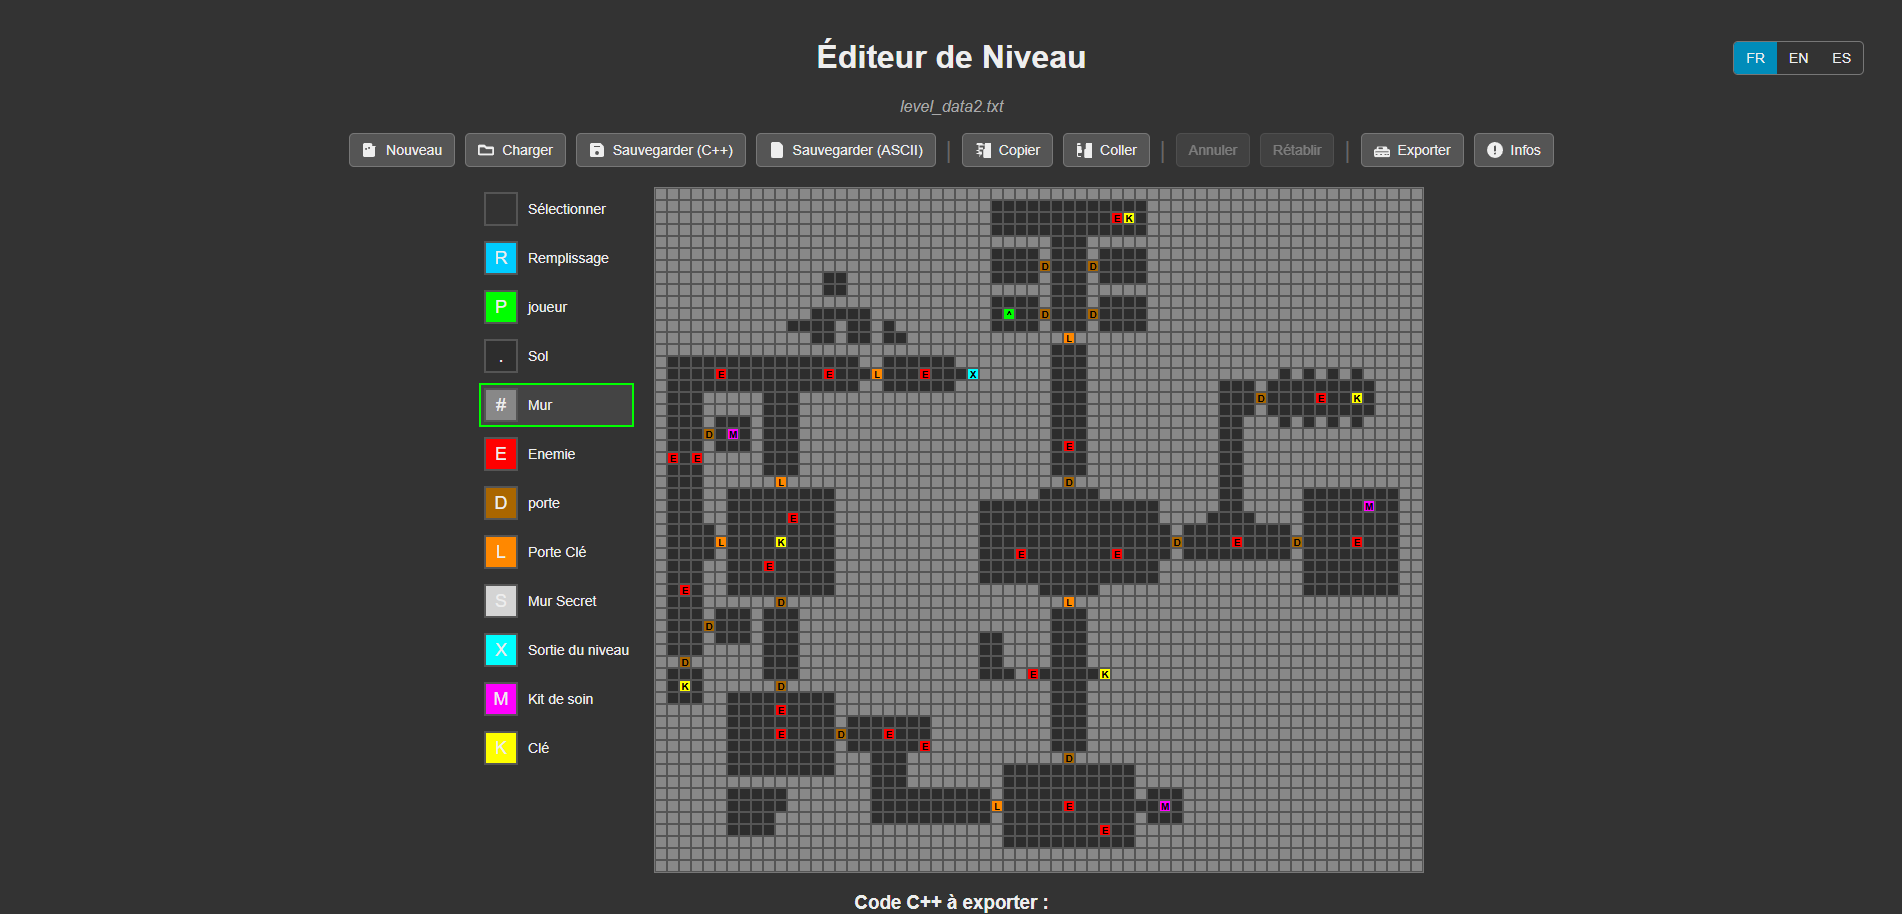 Éditeur de Niveau
FR EN ES
level_data2.txt
Nouveau Charger Sauvegarder (C++) Sauvegarder (ASCII) | Copier Coller | Annuler Rétablir | Exporter Infos
Sélectionner
R Remplissage
P joueur
. Sol
# Mur
E Enemie
D porte
L Porte Clé
S Mur Secret
X Sortie du niveau
M Kit de soin
K Clé
E K
D D
^ D D
L
E E L E X
D E K
D M
E
E E
L D
M
E
L K D E D E
E E
E
E
D L
D
D
E K
K D
E
D E
E
E
D
L E M
E
Code C++ à exporter :